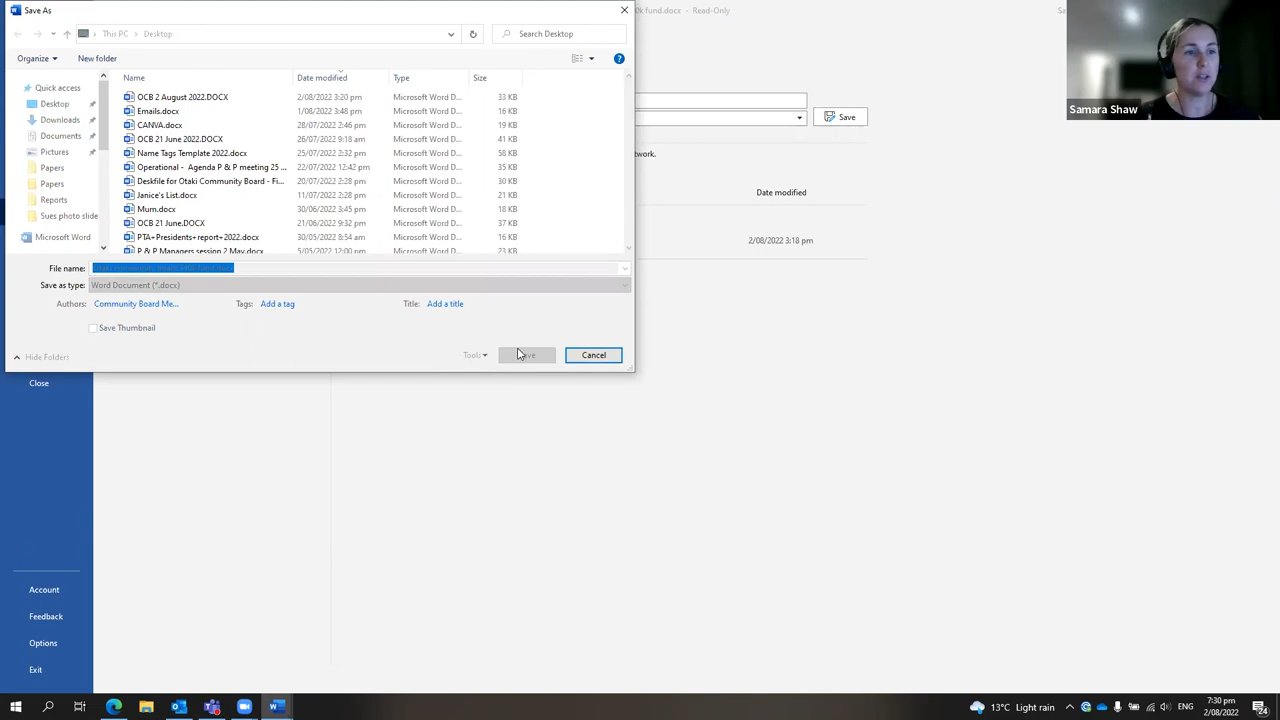 Save As
k fund.docx - Read-Only
This PC
Desktop
Search Desktop
Organize
New folder
Name
Date modified
Type
Size
Quick access
Desktop
Downloads
Documents
Pictures
Papers
Papers
Reports
Sues photo slide
Microsoft Word
OCB 2 August 2022.DOCX 2/08/2022 3:20 pm Microsoft Word D... 33 KB
Emails.docx 1/08/2022 3:48 pm Microsoft Word D... 16 KB
CANVA.docx 28/07/2022 2:46 pm Microsoft Word D... 19 KB
OCB 21 June 2022.DOCX 26/07/2022 9:18 am Microsoft Word D... 41 KB
Name Tags Template 2022.docx 25/07/2022 2:32 pm Microsoft Word D... 58 KB
Operational - Agenda P & P meeting 25 ... 22/07/2022 12:42 pm Microsoft Word D... 35 KB
Deskfile for Otaki Community Board - Fi... 20/07/2022 2:28 pm Microsoft Word D... 30 KB
Janice's List.docx 11/07/2022 2:28 pm Microsoft Word D... 21 KB
Mum.docx 30/06/2022 3:45 pm Microsoft Word D... 18 KB
OCB 21 June.DOCX 21/06/2022 9:32 pm Microsoft Word D... 37 KB
PTA+Presidents+report+2022.docx 30/05/2022 8:54 am Microsoft Word D... 16 KB
P & P Managers session 2 May.docx 5/05/2022 12:00 pm Microsoft Word D... 23 KB
File name:
Save as type: Word Document (*.docx)
Authors: Community Board Me...
Tags: Add a tag
Title: Add a title
Save Thumbnail
Hide Folders
Tools
Cancel
Save
work.
Date modified
2/08/2022 3:18 pm
Samara Shaw
Close
Account
Feedback
Options
Exit
13°C Light rain
ENG
7:30 pm
2/08/2022
24